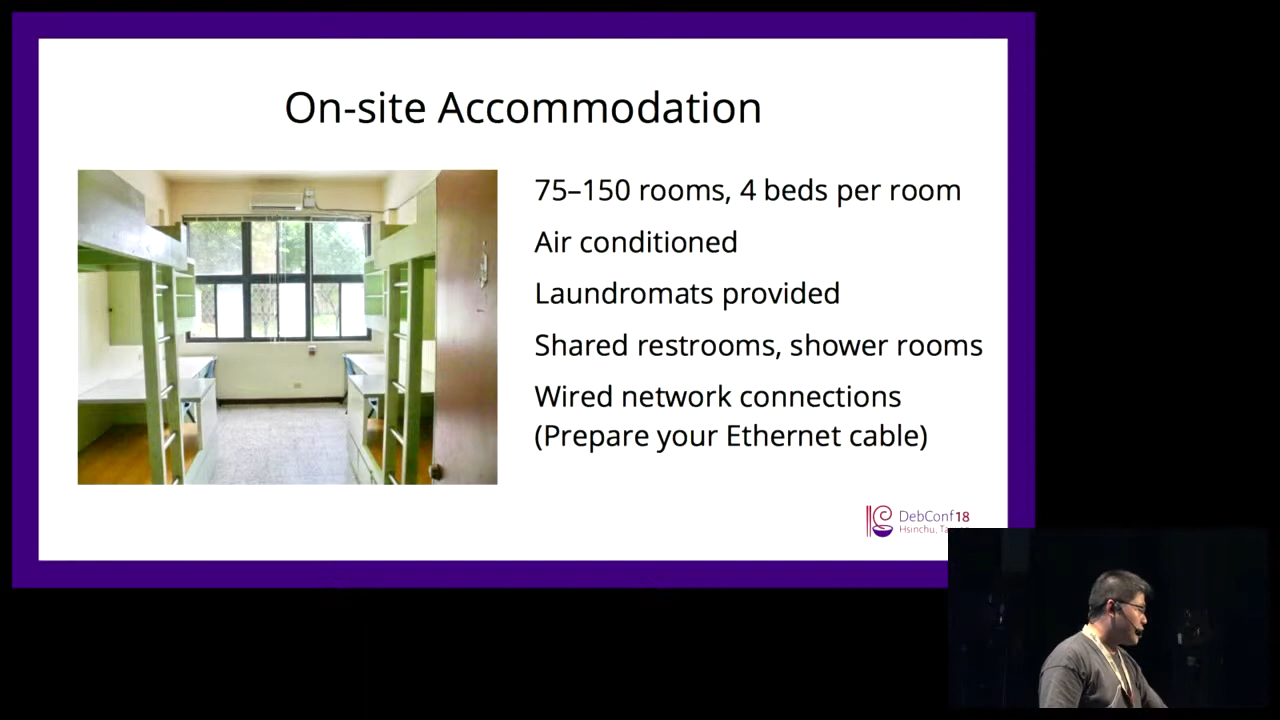 On-site Accommodation
75–150 rooms, 4 beds per room
Air conditioned
Laundromats provided
Shared restrooms, shower rooms
Wired network connections
(Prepare your Ethernet cable)
DebConf18
Hsinchu,